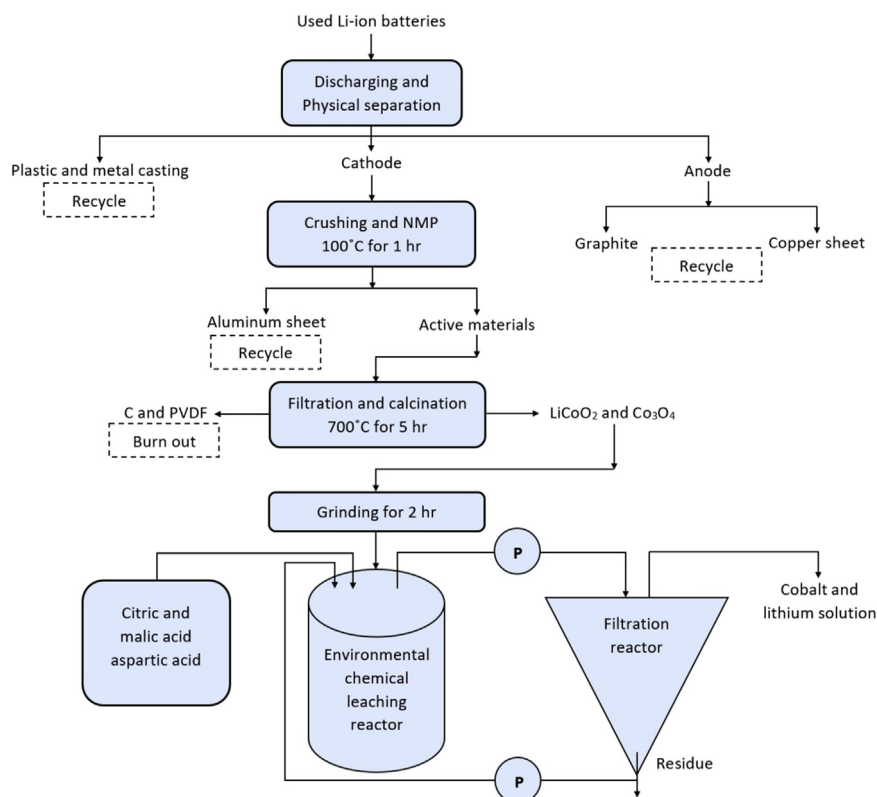 Used Li-ion batteries
Discharging and
Physical separation
Plastic and metal casting
Recycle
Cathode
Anode
Crushing and NMP
100˚C for 1 hr
Graphite
Copper sheet
Recycle
Aluminum sheet
Recycle
Active materials
Filtration and calcination
700˚C for 5 hr
C and PVDF
Burn out
LiCoO₂ and Co₃O₄
Grinding for 2 hr
P
Citric and
malic acid
aspartic acid
Environmental
chemical
leaching
reactor
Filtration
reactor
Cobalt and
lithium solution
Residue
P